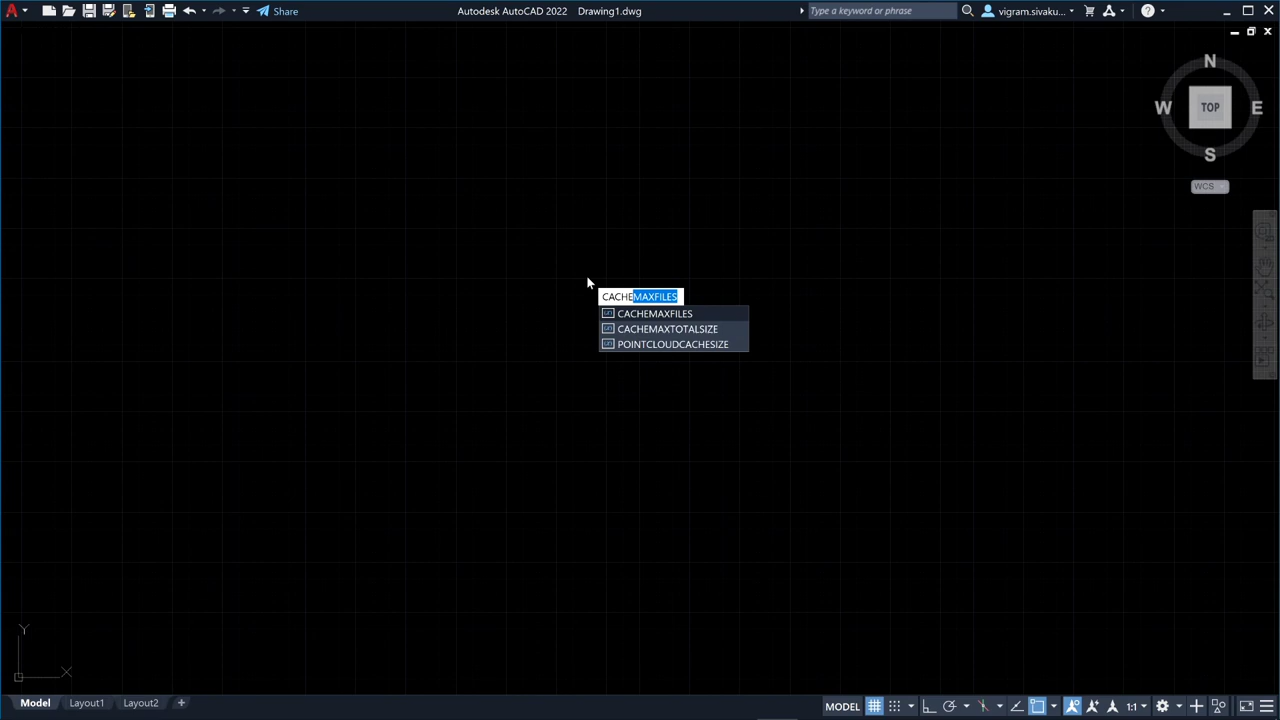 Share
Autodesk AutoCAD 2022 Drawing1.dwg
Type a keyword or phrase
vigram.sivaku...
N
W TOP E
S
WCS
CACHEMAXFILES
CACHEMAXFILES
CACHEMAXTOTALSIZE
POINTCLOUDCACHESIZE
Y
X
Model Layout1 Layout2 +
MODEL 1:1